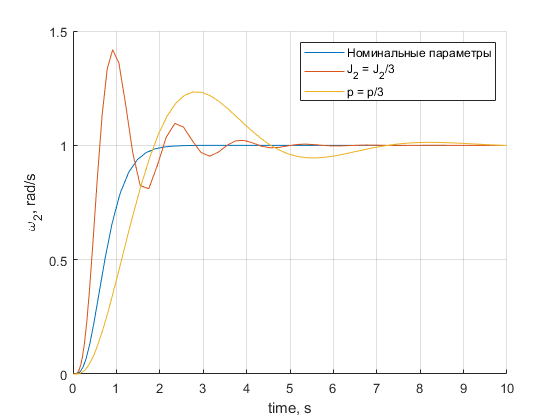 1.5
Номинальные параметры
J2 = J2/3
p = p/3
1
ω2, rad/s
0.5
0
0 1 2 3 4 5 6 7 8 9 10
time, s